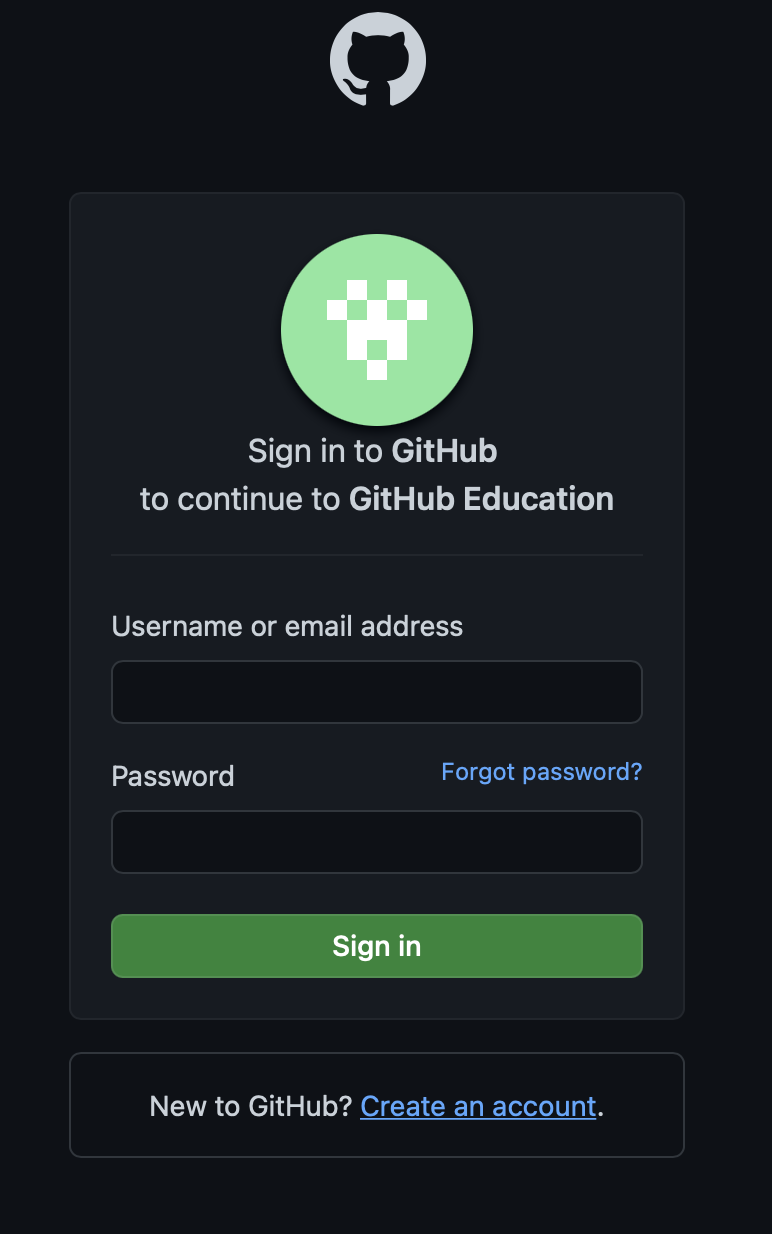 Sign in to GitHub
to continue to GitHub Education
Username or email address
Password
Forgot password?
Sign in
New to GitHub? Create an account.